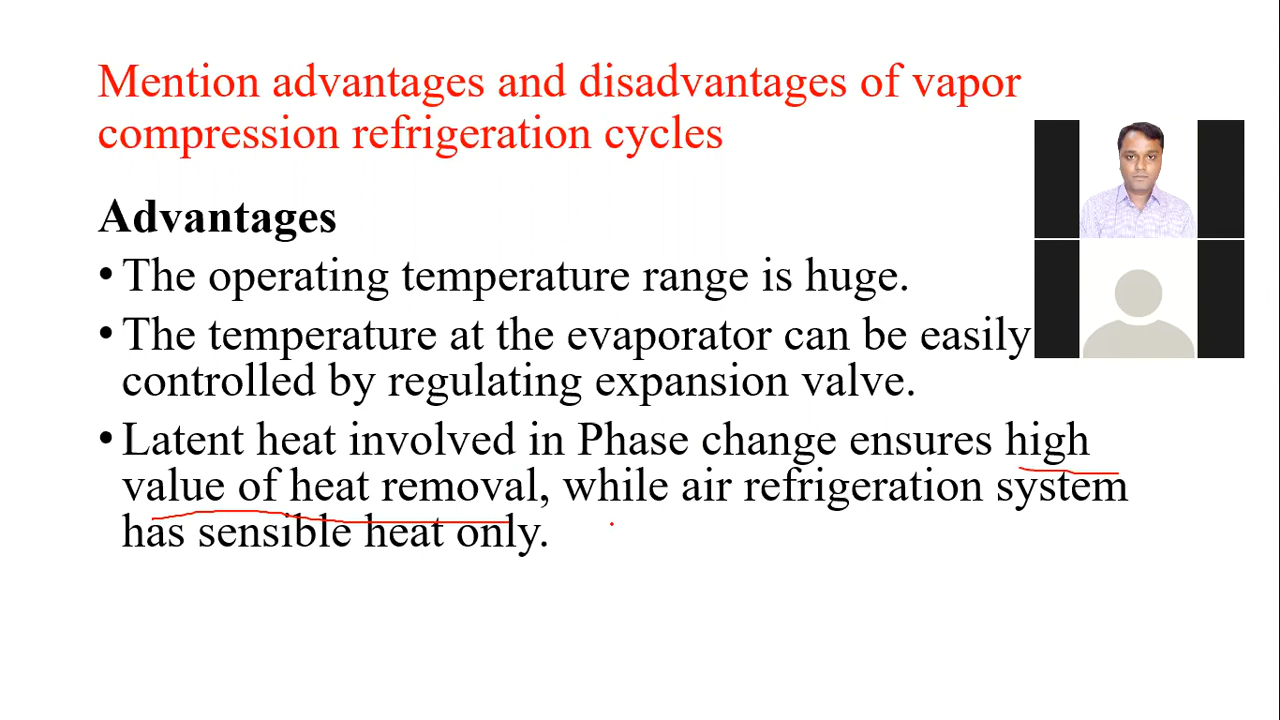 Mention advantages and disadvantages of vapor
compression refrigeration cycles
Advantages
• The operating temperature range is huge.
• The temperature at the evaporator can be easily
controlled by regulating expansion valve.
• Latent heat involved in Phase change ensures high
value of heat removal, while air refrigeration system
has sensible heat only.